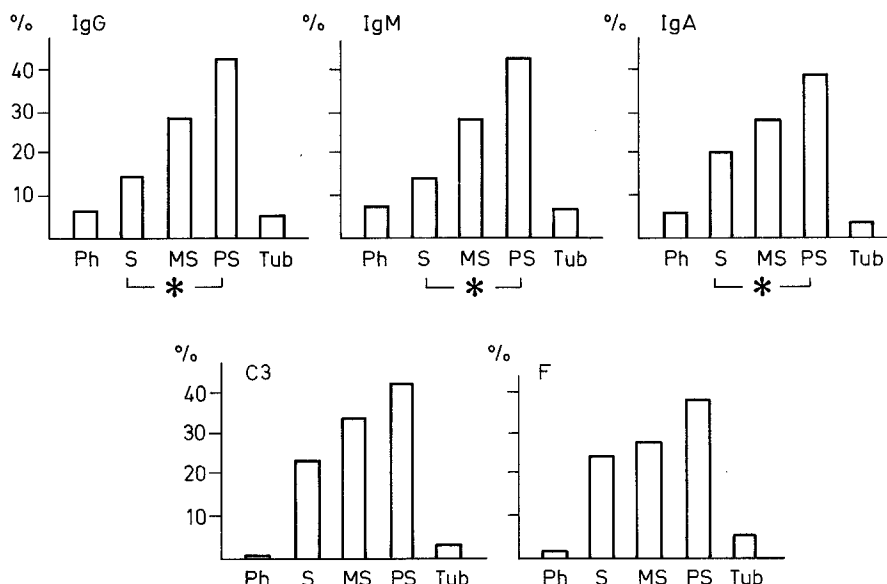 % IgG % IgM % IgA
40
30
20
10
Ph S MS PS Tub Ph S MS PS Tub Ph S MS PS Tub
* * *
% C3 % F
40
30
20
10
Ph S MS PS Tub Ph S MS PS Tub